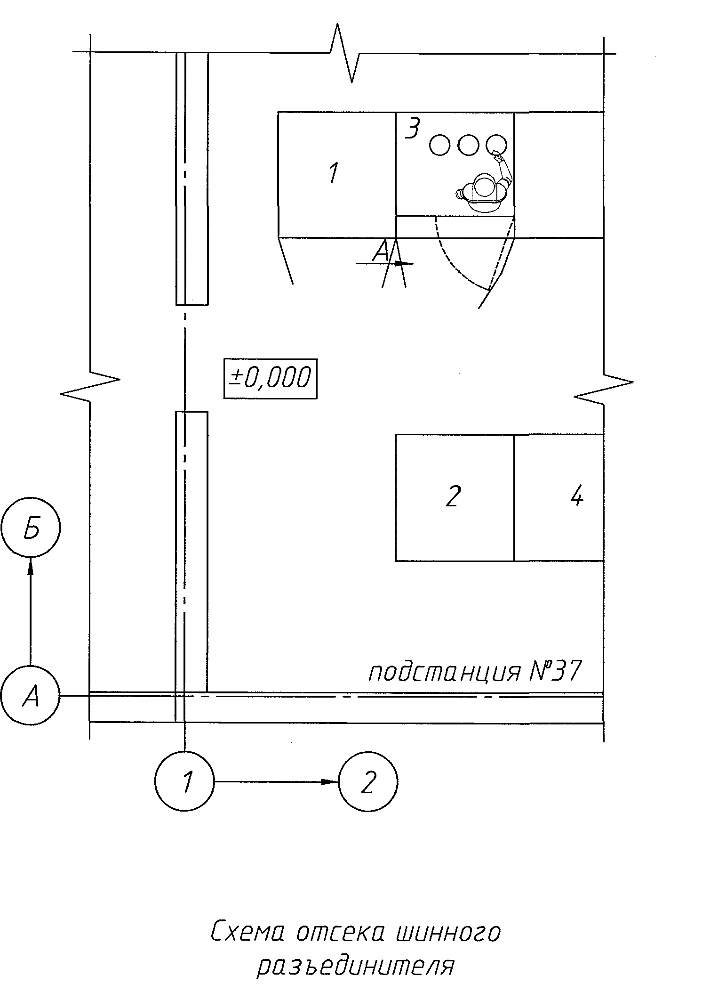 3
1
А
±0,000
2
4
Б
подстанция №37
А
1
2
Схема отсека шинного
разъединителя